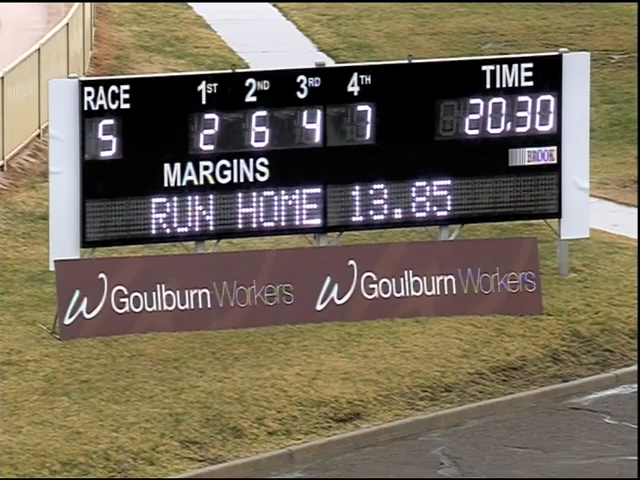 RACE 1ST 2ND 3RD 4TH TIME
5 2 6 4 7 20.30
BROOK
MARGINS
RUN HOME 13.85
Goulburn Workers Goulburn Workers